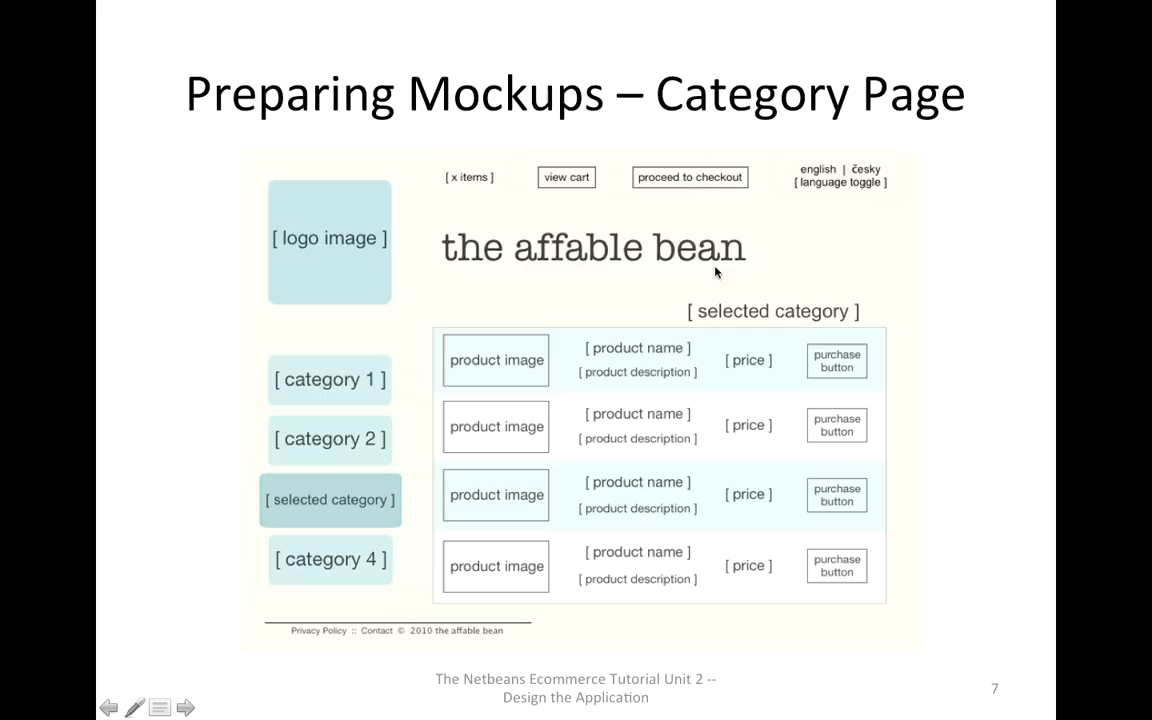 Preparing Mockups – Category Page
[ x items ]
view cart
proceed to checkout
english | česky
[ language toggle ]
[ logo image ]
the affable bean
[ selected category ]
[ category 1 ]
[ category 2 ]
[ selected category ]
[ category 4 ]
product image
[ product name ]
[ product description ]
[ price ]
purchase
button
product image
[ product name ]
[ product description ]
[ price ]
purchase
button
product image
[ product name ]
[ product description ]
[ price ]
purchase
button
product image
[ product name ]
[ product description ]
[ price ]
purchase
button
Privacy Policy :: Contact © 2010 the affable bean
The Netbeans Ecommerce Tutorial Unit 2 --
Design the Application
7